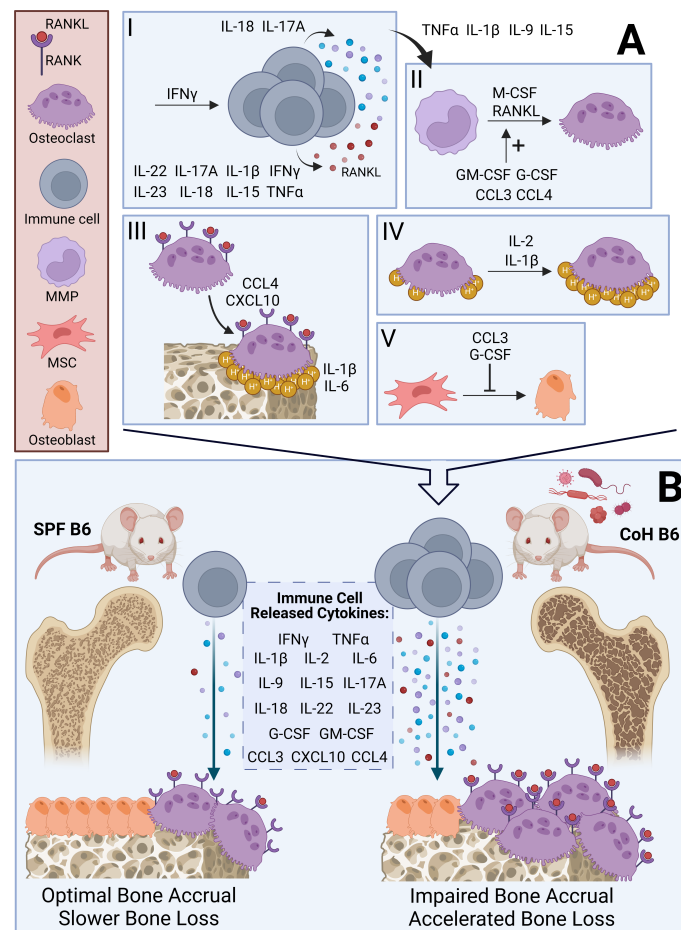 RANKL
RANK
Osteoclast
Immune cell
MMP
MSC
Osteoblast
A
I
IL-18 IL-17A
IFNγ
RANKL
IL-22 IL-17A IL-1β IFNγ
IL-23 IL-18 IL-15 TNFα
TNFα IL-1β IL-9 IL-15
II
M-CSF
RANKL
+
GM-CSF G-CSF
CCL3 CCL4
III
CCL4
CXCL10
H⁺ H⁺ H⁺ H⁺ H⁺ H⁺ H⁺ H⁺
IL-1β
IL-6
IV
IL-2
IL-1β
H⁺ H⁺ H⁺ H⁺
H⁺ H⁺ H⁺ H⁺ H⁺ H⁺ H⁺ H⁺
V
CCL3
G-CSF
B
SPF B6
CoH B6
Immune Cell
Released Cytokines:
IFNγ TNFα
IL-1β IL-2 IL-6
IL-9 IL-15 IL-17A
IL-18 IL-22 IL-23
G-CSF GM-CSF
CCL3 CXCL10 CCL4
Optimal Bone Accrual
Slower Bone Loss
Impaired Bone Accrual
Accelerated Bone Loss